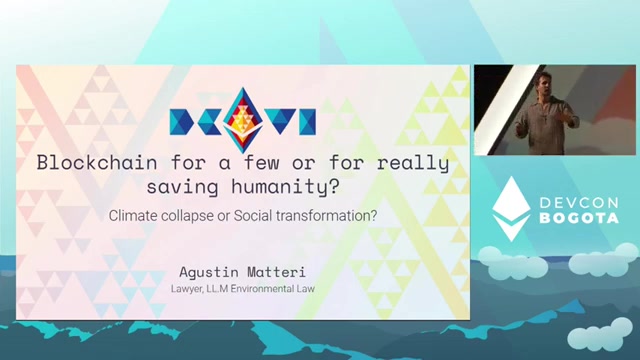 DCVVI
Blockchain for a few or for really
saving humanity?
Climate collapse or Social transformation?
Agustin Matteri
Lawyer, LL.M Environmental Law
DEVCON
BOGOTA